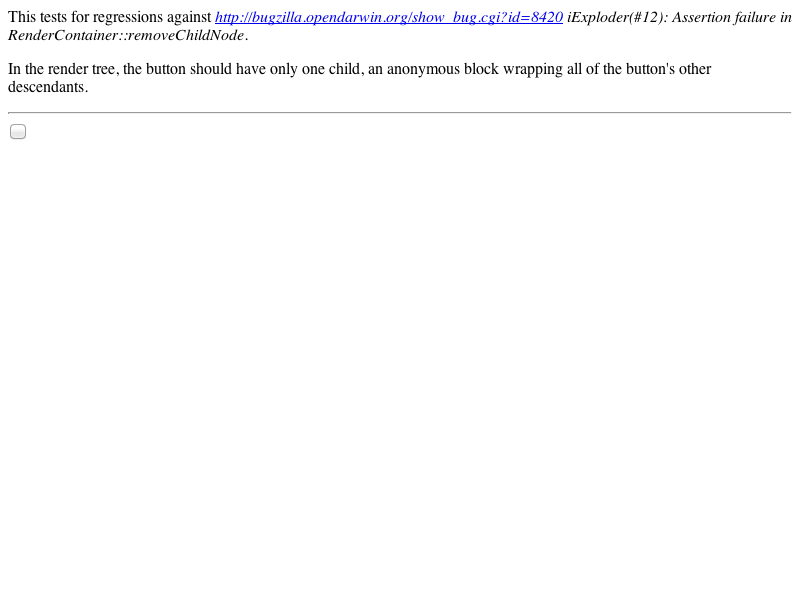 This tests for regressions against http://bugzilla.opendarwin.org/show_bug.cgi?id=8420 iExploder(#12): Assertion failure in
RenderContainer::removeChildNode.
In the render tree, the button should have only one child, an anonymous block wrapping all of the button's other
descendants.